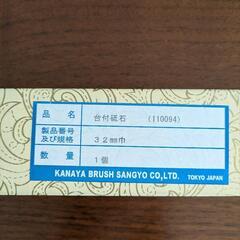 品名 台付砥石 (110094)
製品番号及び規格 32㎜巾
数量 1個
KANAYA BRUSH SANGYO CO.,LTD. TOKYO JAPAN